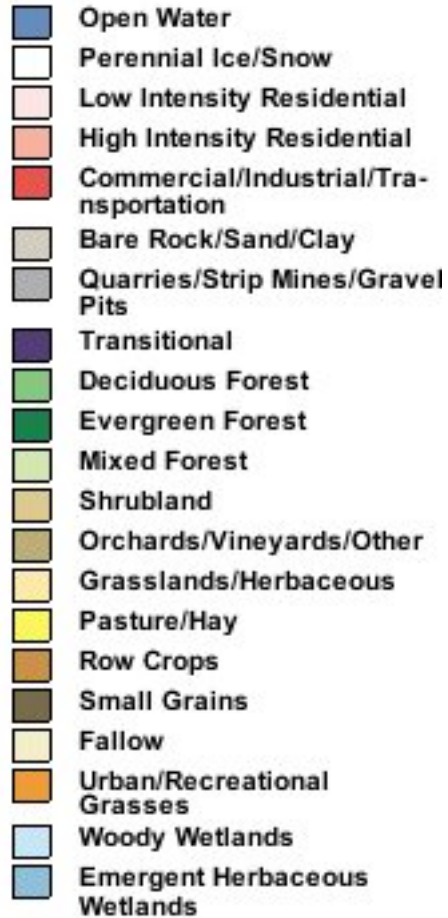 Open Water
Perennial Ice/Snow
Low Intensity Residential
High Intensity Residential
Commercial/Industrial/Tra-
nsportation
Bare Rock/Sand/Clay
Quarries/Strip Mines/Gravel
Pits
Transitional
Deciduous Forest
Evergreen Forest
Mixed Forest
Shrubland
Orchards/Vineyards/Other
Grasslands/Herbaceous
Pasture/Hay
Row Crops
Small Grains
Fallow
Urban/Recreational
Grasses
Woody Wetlands
Emergent Herbaceous
Wetlands